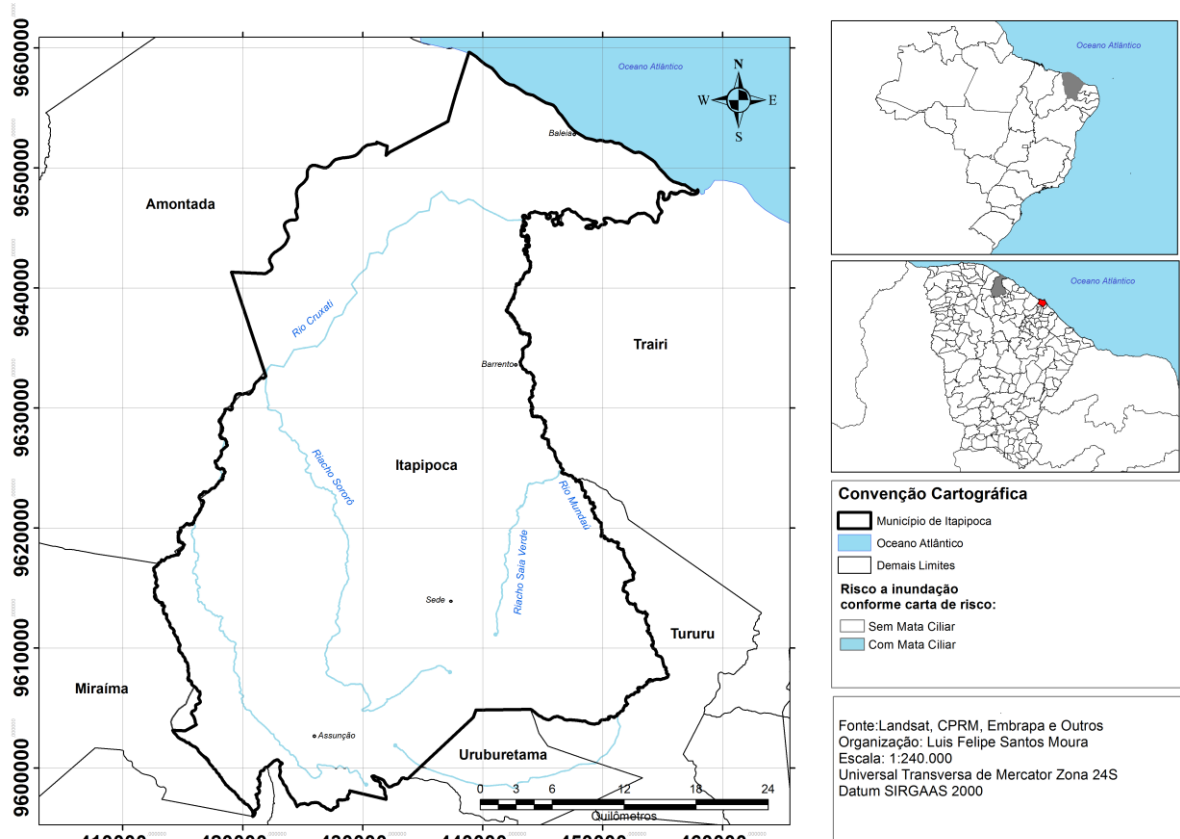 Oceano Atlântico
N
W
E
S
Baleia
Amontada
Rio Cruxati
Trairi
Barrento
Riacho Sororô
Itapipoca
Rio Mundaú
Riacho Saia Verde
Sede
Tururu
Miraíma
Assunção
Uruburetama
0 3 6 12 18 24
Quilômetros
9660000
9650000
9640000
9630000
9620000
9610000
9600000
Oceano Atlântico
Oceano Atlântico
Convenção Cartográfica
Município de Itapipoca
Oceano Atlântico
Demais Limites
Risco a inundação
conforme carta de risco:
Sem Mata Ciliar
Com Mata Ciliar
Fonte:Landsat, CPRM, Embrapa e Outros
Organização: Luis Felipe Santos Moura
Escala: 1:240.000
Universal Transversa de Mercator Zona 24S
Datum SIRGAAS 2000